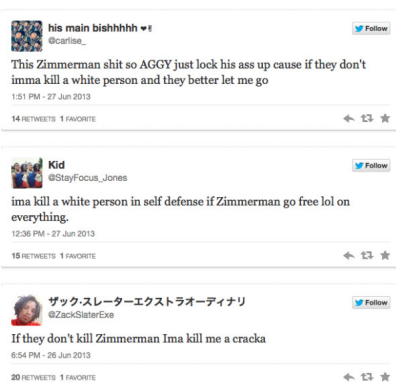 his main bishhhhh ❤✌
Follow
@carlise_
This Zimmerman shit so AGGY just lock his ass up cause if they don't
imma kill a white person and they better let me go
1:51 PM - 27 Jun 2013
14 RETWEETS 1 FAVORITE
Kid
Follow
@StayFocus_Jones
ima kill a white person in self defense if Zimmerman go free lol on
everything.
12:36 PM - 27 Jun 2013
15 RETWEETS 1 FAVORITE
ザック·スレーターエクストラオーディナリ
Follow
@ZackSlaterExe
If they don't kill Zimmerman Ima kill me a cracka
6:54 PM - 26 Jun 2013
20 RETWEETS 1 FAVORITE